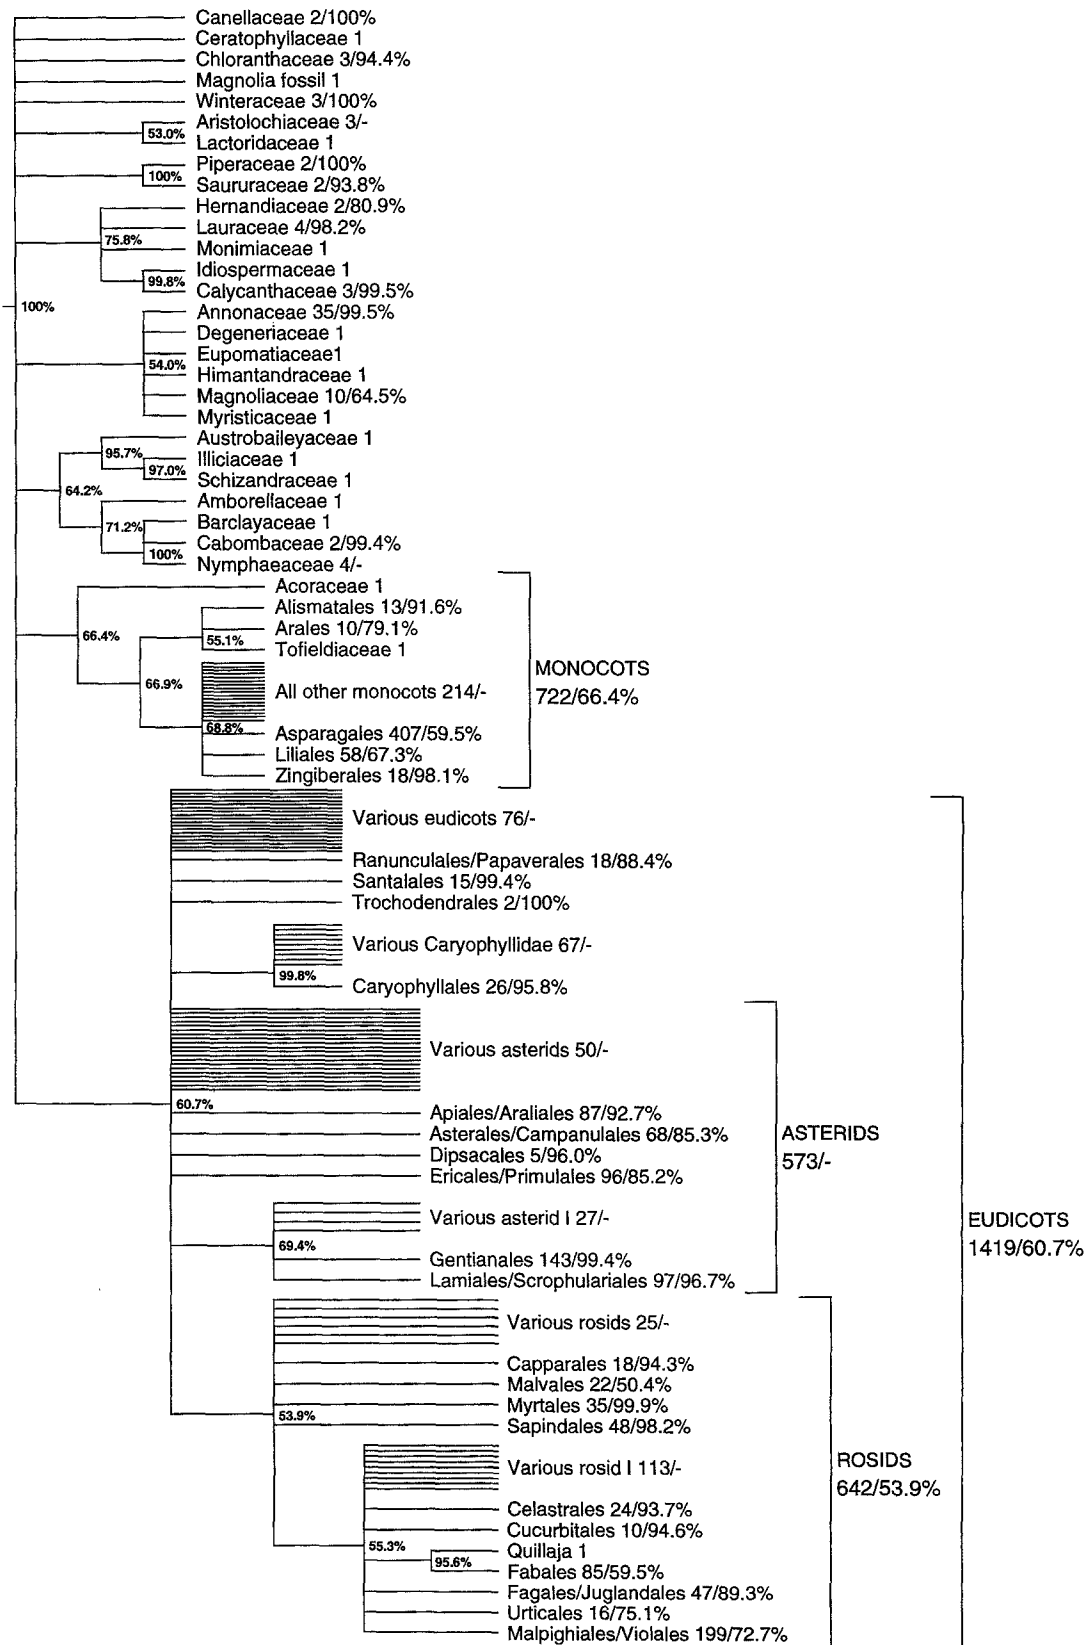 Canellaceae 2/100%
Ceratophyllaceae 1
Chloranthaceae 3/94.4%
Magnolia fossil 1
Winteraceae 3/100%
Aristolochiaceae 3/-
53.0%
Lactoridaceae 1
Piperaceae 2/100%
100%
Saururaceae 2/93.8%
Hernandiaceae 2/80.9%
Lauraceae 4/98.2%
75.8%
Monimiaceae 1
Idiospermaceae 1
99.8%
Calycanthaceae 3/99.5%
100%
Annonaceae 35/99.5%
Degeneriaceae 1
Eupomatiaceae1
54.0%
Himantandraceae 1
Magnoliaceae 10/64.5%
Myristicaceae 1
Austrobaileyaceae 1
95.7%
Illiciaceae 1
97.0%
Schizandraceae 1
64.2%
Amborellaceae 1
Barclayaceae 1
71.2%
Cabombaceae 2/99.4%
100%
Nymphaeaceae 4/-
Acoraceae 1
Alismatales 13/91.6%
Arales 10/79.1%
66.4%
55.1%
Tofieldiaceae 1
MONOCOTS
722/66.4%
66.9%
All other monocots 214/-
68.8%
Asparagales 407/59.5%
Liliales 58/67.3%
Zingiberales 18/98.1%
Various eudicots 76/-
Ranunculales/Papaverales 18/88.4%
Santalales 15/99.4%
Trochodendrales 2/100%
Various Caryophyllidae 67/-
99.8%
Caryophyllales 26/95.8%
Various asterids 50/-
60.7%
Apiales/Araliales 87/92.7%
Asterales/Campanulales 68/85.3%
ASTERIDS
573/-
Dipsacales 5/96.0%
Ericales/Primulales 96/85.2%
Various asterid I 27/-
EUDICOTS
1419/60.7%
69.4%
Gentianales 143/99.4%
Lamiales/Scrophulariales 97/96.7%
Various rosids 25/-
Capparales 18/94.3%
Malvales 22/50.4%
Myrtales 35/99.9%
53.9%
Sapindales 48/98.2%
Various rosid I 113/-
ROSIDS
642/53.9%
Celastrales 24/93.7%
Cucurbitales 10/94.6%
55.3%
Quillaja 1
95.6%
Fabales 85/59.5%
Fagales/Juglandales 47/89.3%
Urticales 16/75.1%
Malpighiales/Violales 199/72.7%